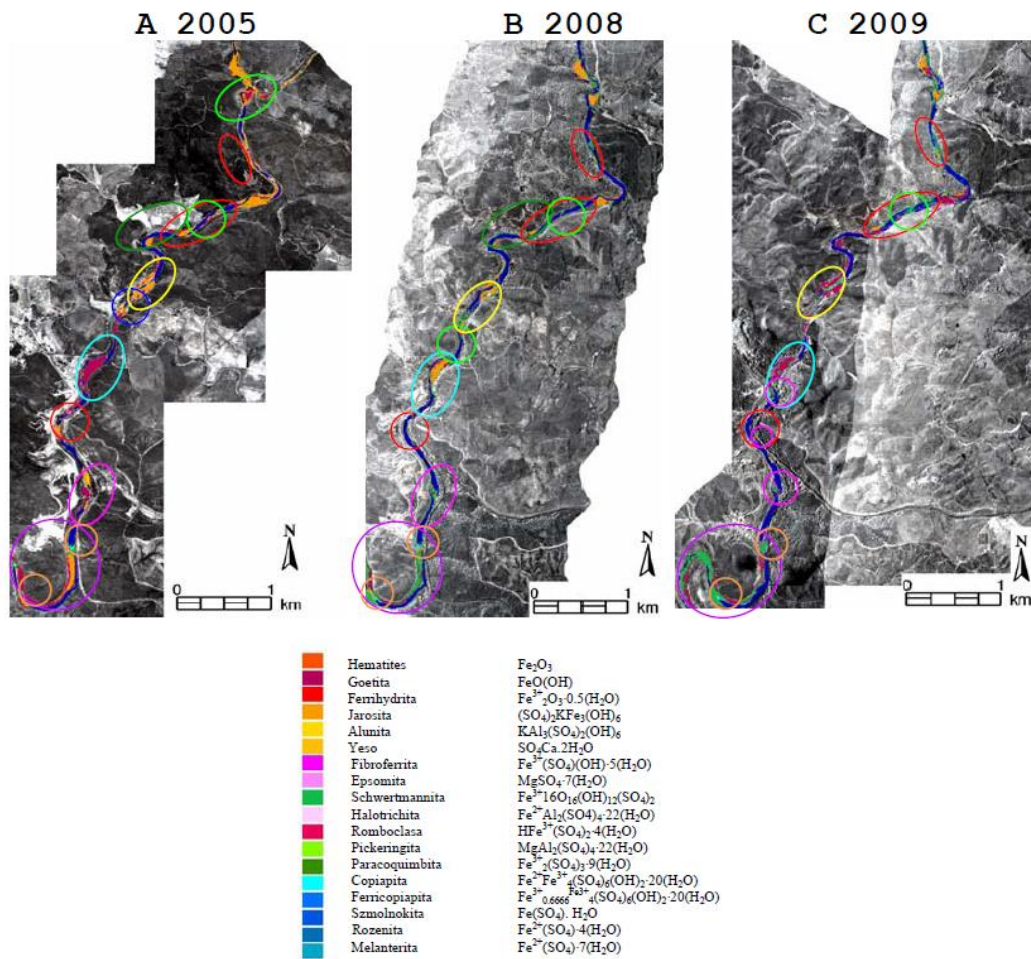 A 2005
B 2008
C 2009
N
0 1
km
N
0 1
km
N
0 1
km
Hematites Fe₂O₃
Goetita FeO(OH)
Ferrihydrita Fe³⁺₂O₃·0.5(H₂O)
Jarosita (SO₄)₂KFe₃(OH)₆
Alunita KAl₃(SO₄)₂(OH)₆
Yeso SO₄Ca.2H₂O
Fibroferrita Fe³⁺(SO₄)(OH)·5(H₂O)
Epsomita MgSO₄·7(H₂O)
Schwertmannita Fe³⁺16O₁₆(OH)₁₂(SO₄)₂
Halotrichita Fe²⁺Al₂(SO4)₄·22(H₂O)
Romboclasa HFe³⁺(SO₄)₂·4(H₂O)
Pickeringita MgAl₂(SO₄)₄·22(H₂O)
Paracoquimbita Fe³⁺₂(SO₄)₃·9(H₂O)
Copiapita Fe²⁺Fe³⁺₄(SO₄)₆(OH)₂·20(H₂O)
Ferricopiapita Fe³⁺₀.₆₆₆₆Fe³⁺₄(SO₄)₆(OH)₂·20(H₂O)
Szmolnokita Fe(SO₄). H₂O
Rozenita Fe²⁺(SO₄)·4(H₂O)
Melanterita Fe²⁺(SO₄)·7(H₂O)